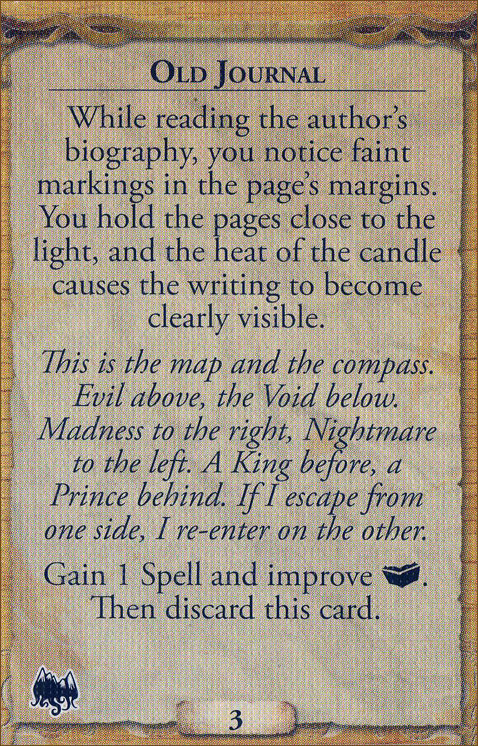 Old Journal
While reading the author's
biography, you notice faint
markings in the page's margins.
You hold the pages close to the
light, and the heat of the candle
causes the writing to become
clearly visible.
This is the map and the compass.
Evil above, the Void below.
Madness to the right, Nightmare
to the left. A King before, a
Prince behind. If I escape from
one side, I re-enter on the other.
Gain 1 Spell and improve .
Then discard this card.
3